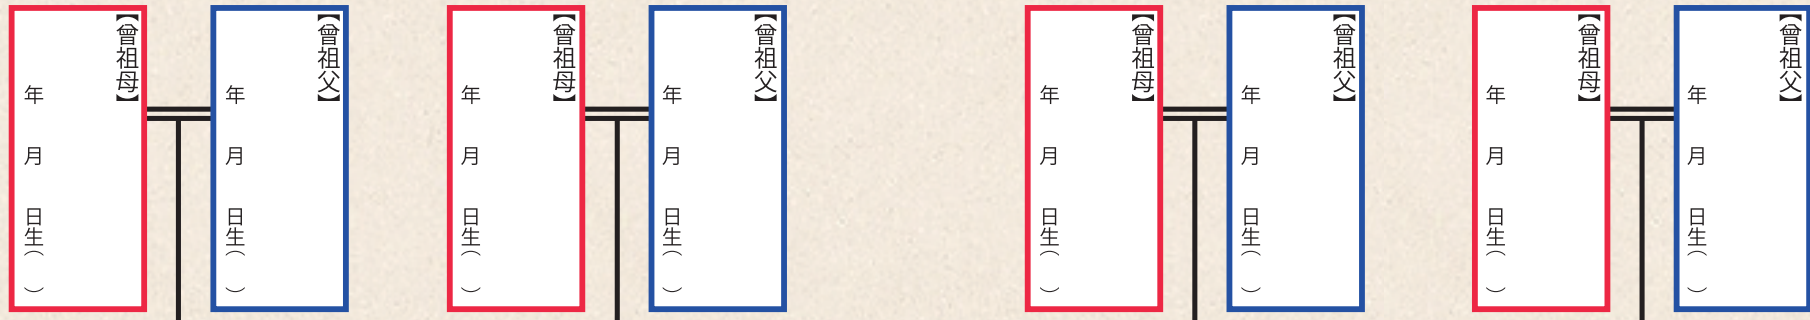 【曾祖父】
年 月 日生( )
【曾祖母】
年 月 日生( )
【曾祖父】
年 月 日生( )
【曾祖母】
年 月 日生( )
【曾祖父】
年 月 日生( )
【曾祖母】
年 月 日生( )
【曾祖父】
年 月 日生( )
【曾祖母】
年 月 日生( )